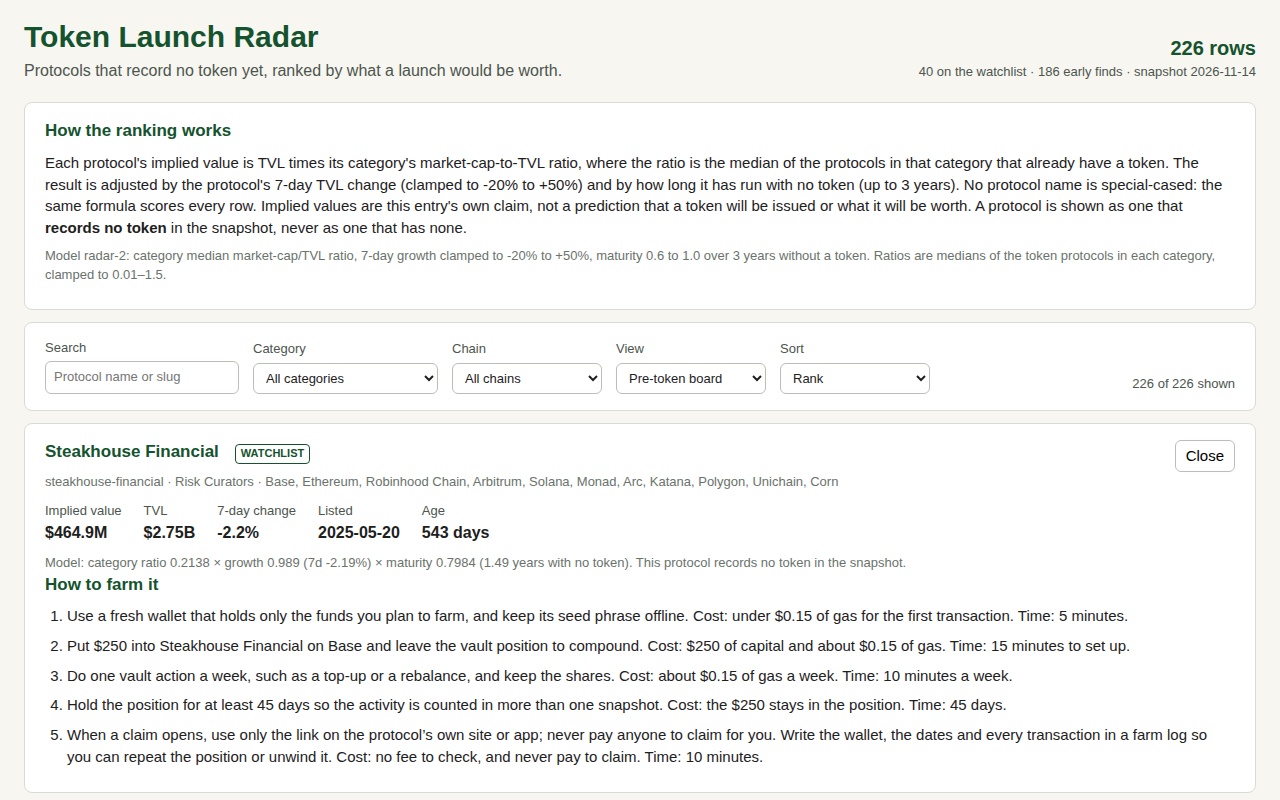 Token Launch Radar
Protocols that record no token yet, ranked by what a launch would be worth.
226 rows
40 on the watchlist · 186 early finds · snapshot 2026-11-14
How the ranking works
Each protocol's implied value is TVL times its category's market-cap-to-TVL ratio, where the ratio is the median of the protocols in that category that already have a token. The
result is adjusted by the protocol's 7-day TVL change (clamped to -20% to +50%) and by how long it has run with no token (up to 3 years). No protocol name is special-cased: the
same formula scores every row. Implied values are this entry's own claim, not a prediction that a token will be issued or what it will be worth. A protocol is shown as one that
records no token in the snapshot, never as one that has none.
Model radar-2: category median market-cap/TVL ratio, 7-day growth clamped to -20% to +50%, maturity 0.6 to 1.0 over 3 years without a token. Ratios are medians of the token protocols in each category,
clamped to 0.01–1.5.
Search
Category
Chain
View
Sort
Protocol name or slug
All categories
All chains
Pre-token board
Rank
226 of 226 shown
Steakhouse Financial WATCHLIST
Close
steakhouse-financial · Risk Curators · Base, Ethereum, Robinhood Chain, Arbitrum, Solana, Monad, Arc, Katana, Polygon, Unichain, Corn
Implied value TVL 7-day change Listed Age
$464.9M $2.75B -2.2% 2025-05-20 543 days
Model: category ratio 0.2138 × growth 0.989 (7d -2.19%) × maturity 0.7984 (1.49 years with no token). This protocol records no token in the snapshot.
How to farm it
1. Use a fresh wallet that holds only the funds you plan to farm, and keep its seed phrase offline. Cost: under $0.15 of gas for the first transaction. Time: 5 minutes.
2. Put $250 into Steakhouse Financial on Base and leave the vault position to compound. Cost: $250 of capital and about $0.15 of gas. Time: 15 minutes to set up.
3. Do one vault action a week, such as a top-up or a rebalance, and keep the shares. Cost: about $0.15 of gas a week. Time: 10 minutes a week.
4. Hold the position for at least 45 days so the activity is counted in more than one snapshot. Cost: the $250 stays in the position. Time: 45 days.
5. When a claim opens, use only the link on the protocol’s own site or app; never pay anyone to claim for you. Write the wallet, the dates and every transaction in a farm log so
you can repeat the position or unwind it. Cost: no fee to check, and never pay to claim. Time: 10 minutes.